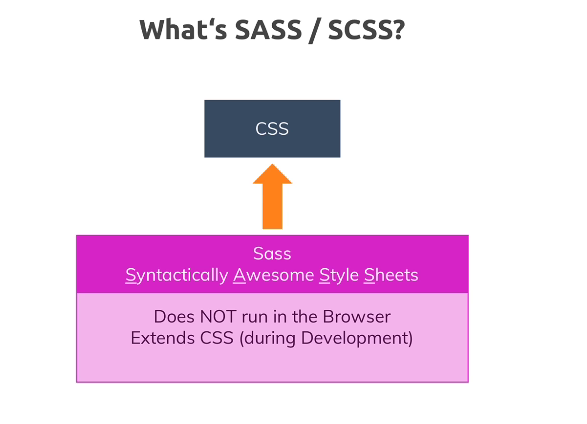 What‘s SASS / SCSS?
CSS
Sass
Syntactically Awesome Style Sheets
Does NOT run in the Browser
Extends CSS (during Development)